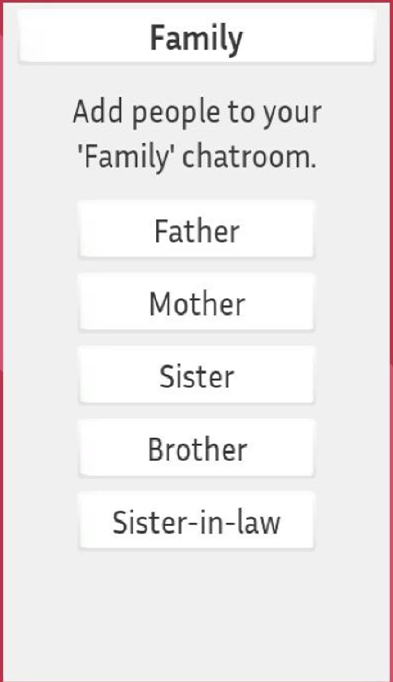 Family
Add people to your
'Family' chatroom.
Father
Mother
Sister
Brother
Sister-in-law